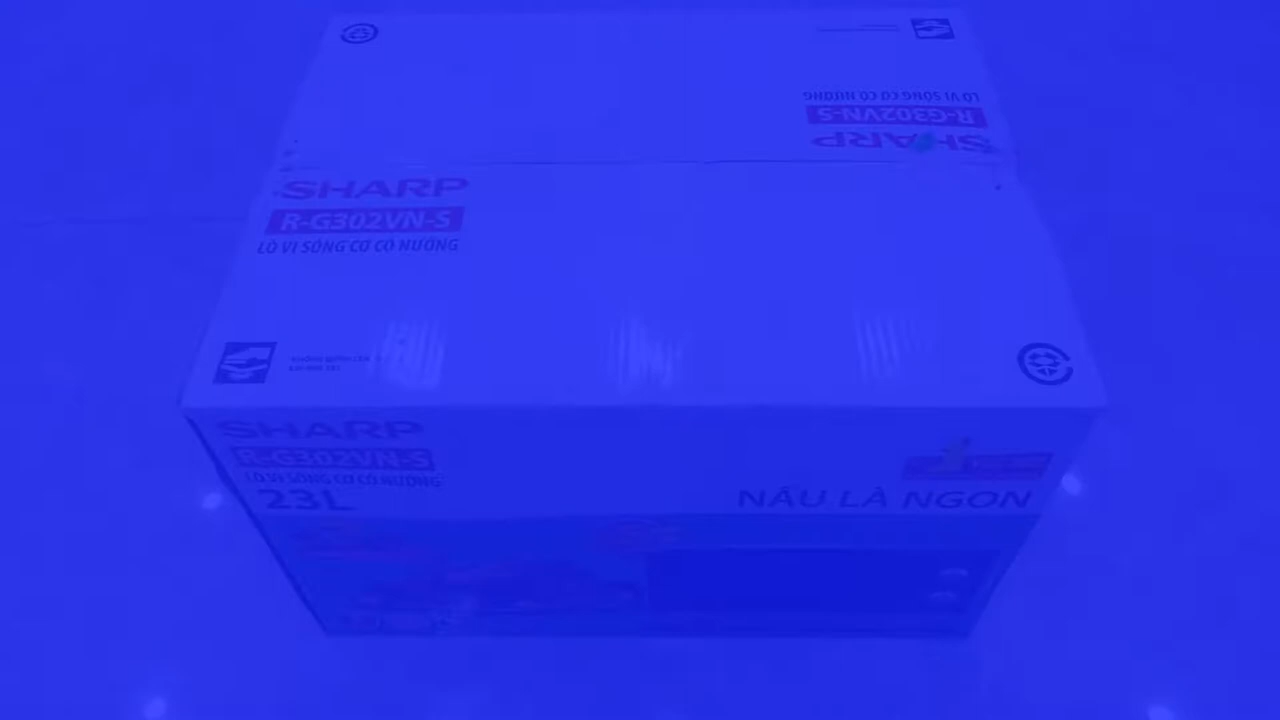 LÒ VI SÓNG CƠ CÓ NƯỚNG
R-G302VN-S
SHARP
SHARP
R-G302VN-S
LÒ VI SÓNG CƠ CÓ NƯỚNG
SHARP
R-G302VN-S
LÒ VI SÓNG CƠ CÓ NƯỚNG
23L
NẤU LÀ NGON